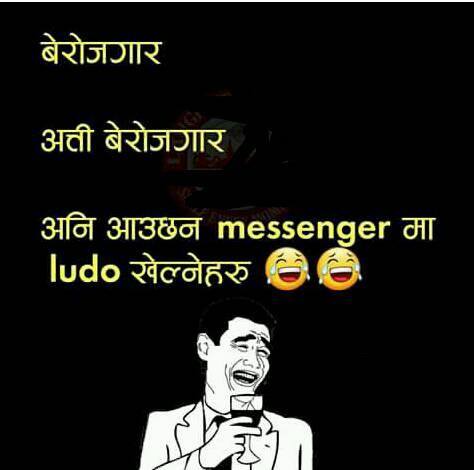 बेरोजगार
अत्ती बेरोजगार
अनि आउछन messenger मा
ludo खेल्नेहरु 😂😂